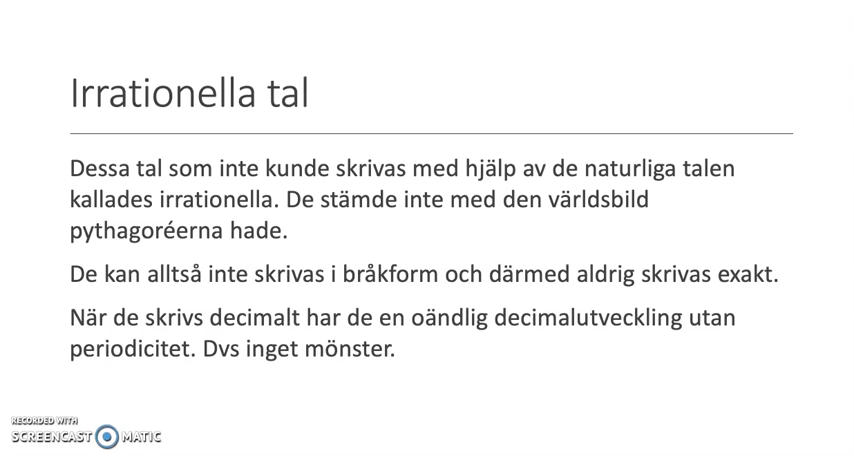 Irrationella tal
Dessa tal som inte kunde skrivas med hjälp av de naturliga talen
kallades irrationella. De stämde inte med den världsbild
pythagoréerna hade.
De kan alltså inte skrivas i bråkform och därmed aldrig skrivas exakt.
När de skrivs decimalt har de en oändlig decimalutveckling utan
periodicitet. Dvs inget mönster.
RECORDED WITH
SCREENCAST MATIC